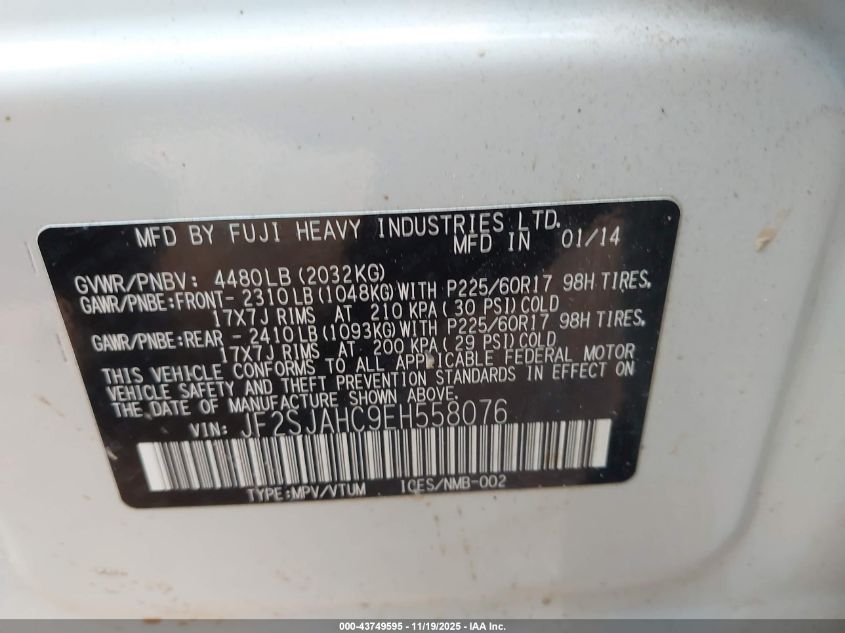 MFD BY FUJI HEAVY INDUSTRIES LTD.
MFD IN 01/14
GVWR/PNBV: 4480LB (2032KG)
GAWR/PNBE:FRONT- 2310LB(1048KG)WITH P225/60R17 98H TIRES,
17X7J RIMS AT 210 KPA( 30 PSI)COLD
GAWR/PNBE:REAR - 2410LB(1093KG)WITH P225/60R17 98H TIRES,
17X7J RIMS AT 200 KPA( 29 PSI)COLD
THIS VEHICLE CONFORMS TO ALL APPLICABLE FEDERAL MOTOR
VEHICLE SAFETY AND THEFT PREVENTION STANDARDS IN EFFECT ON
THE DATE OF MANUFACTURE SHOWN ABOVE.
VIN: JF2SJAHC9EH558076
TYPE:MPV/VTUM ICES/NMB-002
000-43749595 - 11/19/2025 - IAA Inc.